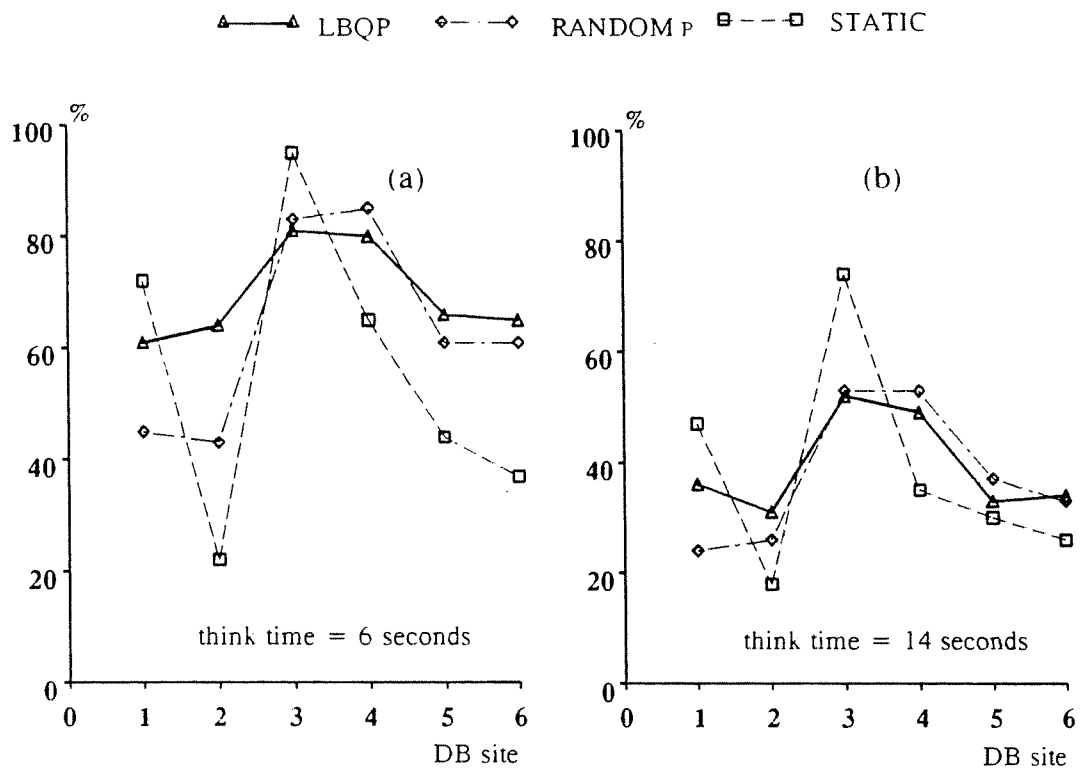 LBQP RANDOM P STATIC
%
100
80
60
40
20
0
(a)
think time = 6 seconds
0 1 2 3 4 5 6
DB site
%
100
80
60
40
20
0
(b)
think time = 14 seconds
0 1 2 3 4 5 6
DB site